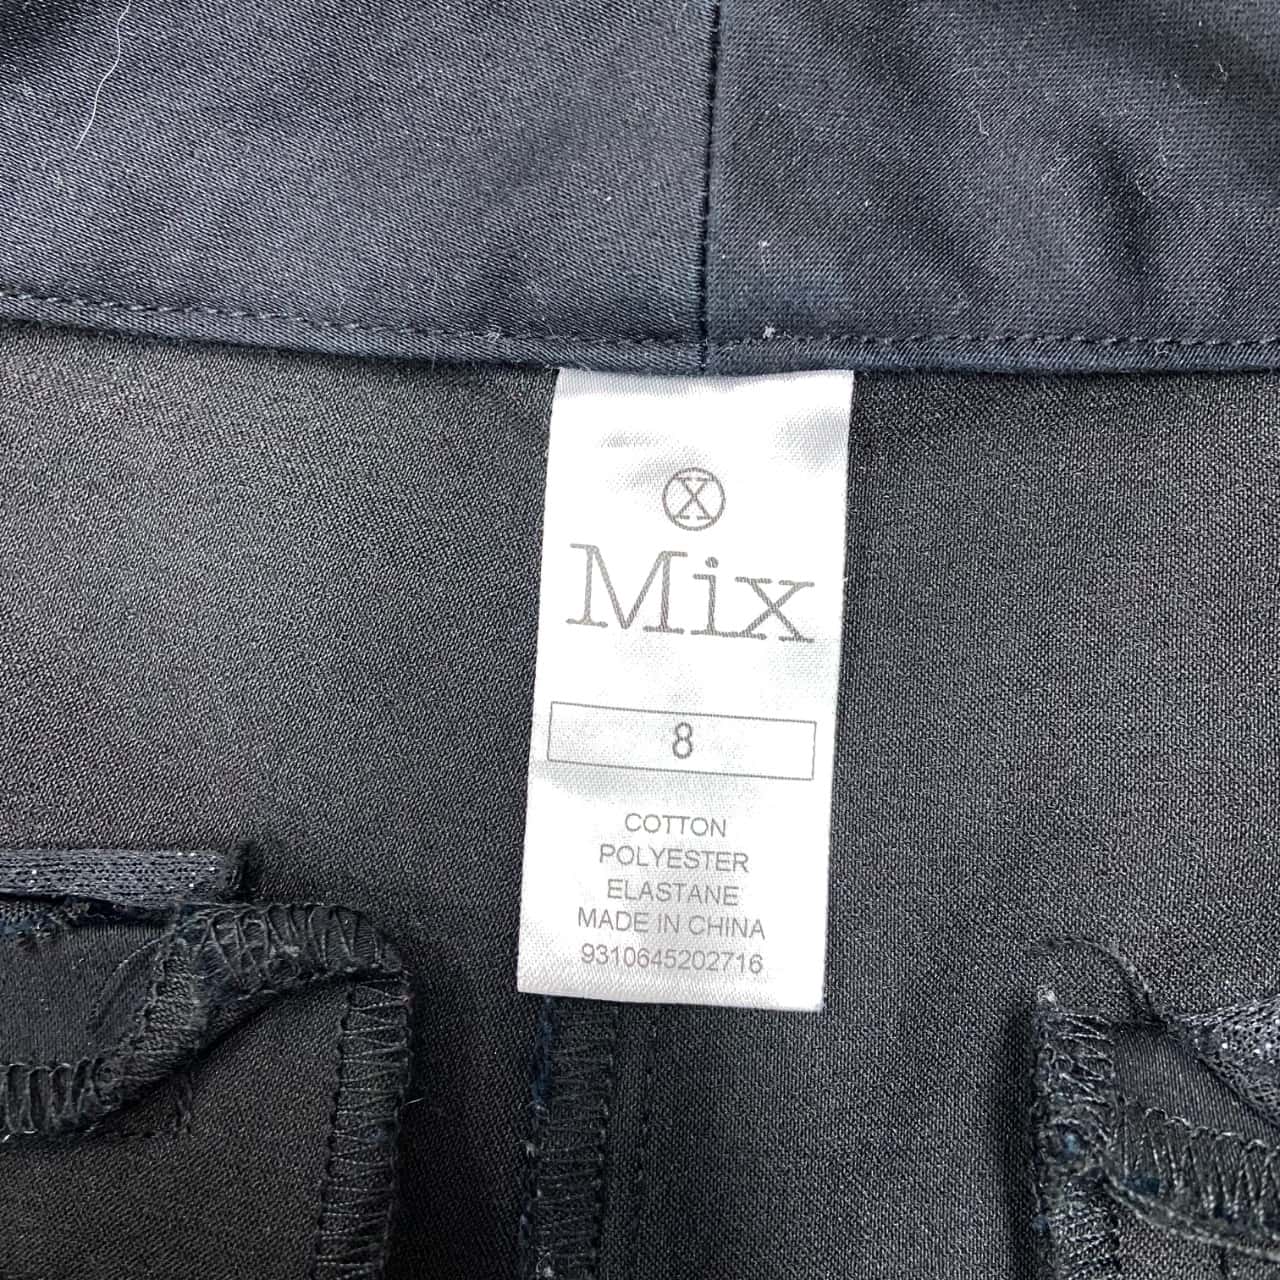 X
Mix
8
COTTON
POLYESTER
ELASTANE
MADE IN CHINA
9310645202716